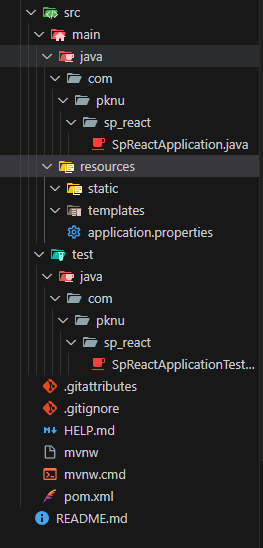 src
main
java
com
pknu
sp_react
SpReactApplication.java
resources
static
templates
application.properties
test
java
com
pknu
sp_react
SpReactApplicationTest...
.gitattributes
.gitignore
HELP.md
mvnw
mvnw.cmd
pom.xml
README.md